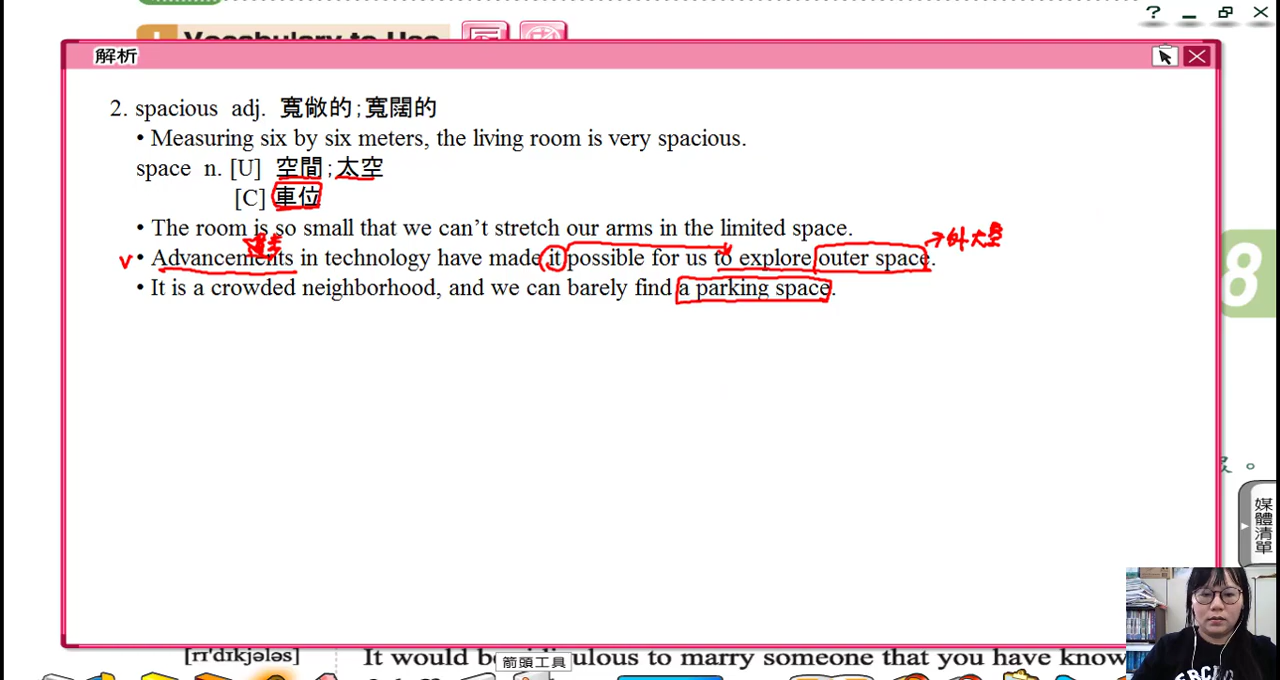 Vocabulary to Use
解析
2. spacious adj. 寬敞的;寬闊的
• Measuring six by six meters, the living room is very spacious.
space n. [U] 空間;太空
[C] 車位
• The room is so small that we can't stretch our arms in the limited space.
進步
→外太空
v • Advancements in technology have made it possible for us to explore outer space.
• It is a crowded neighborhood, and we can barely find a parking space.
8
媒體清單
[rɪˋdɪkjələs]
It would be ridiculous to marry someone that you have know
箭頭工具